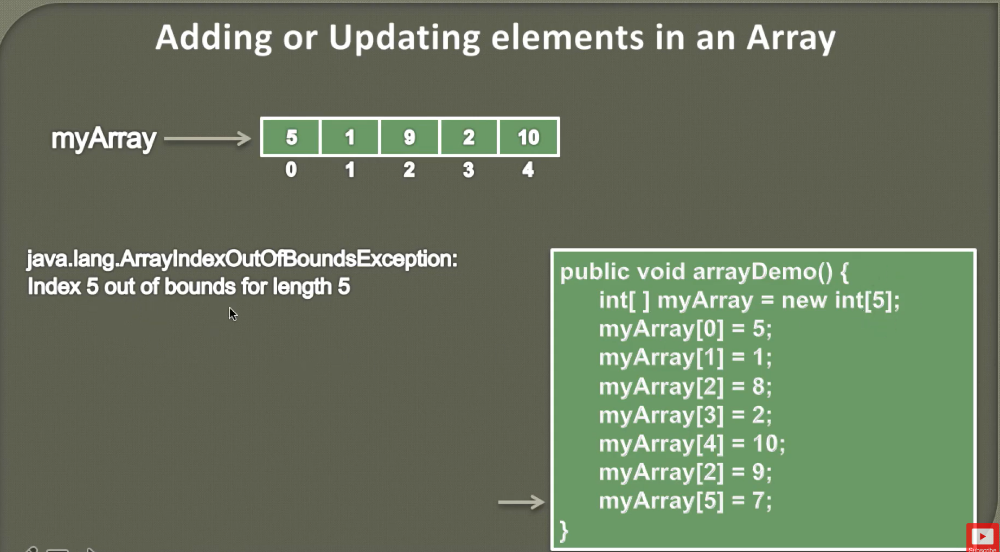 Adding or Updating elements in an Array
myArray
5 1 9 2 10
0 1 2 3 4
java.lang.ArrayIndexOutOfBoundsException:
Index 5 out of bounds for length 5
public void arrayDemo() {
int[ ] myArray = new int[5];
myArray[0] = 5;
myArray[1] = 1;
myArray[2] = 8;
myArray[3] = 2;
myArray[4] = 10;
myArray[2] = 9;
myArray[5] = 7;
}
Subscribe